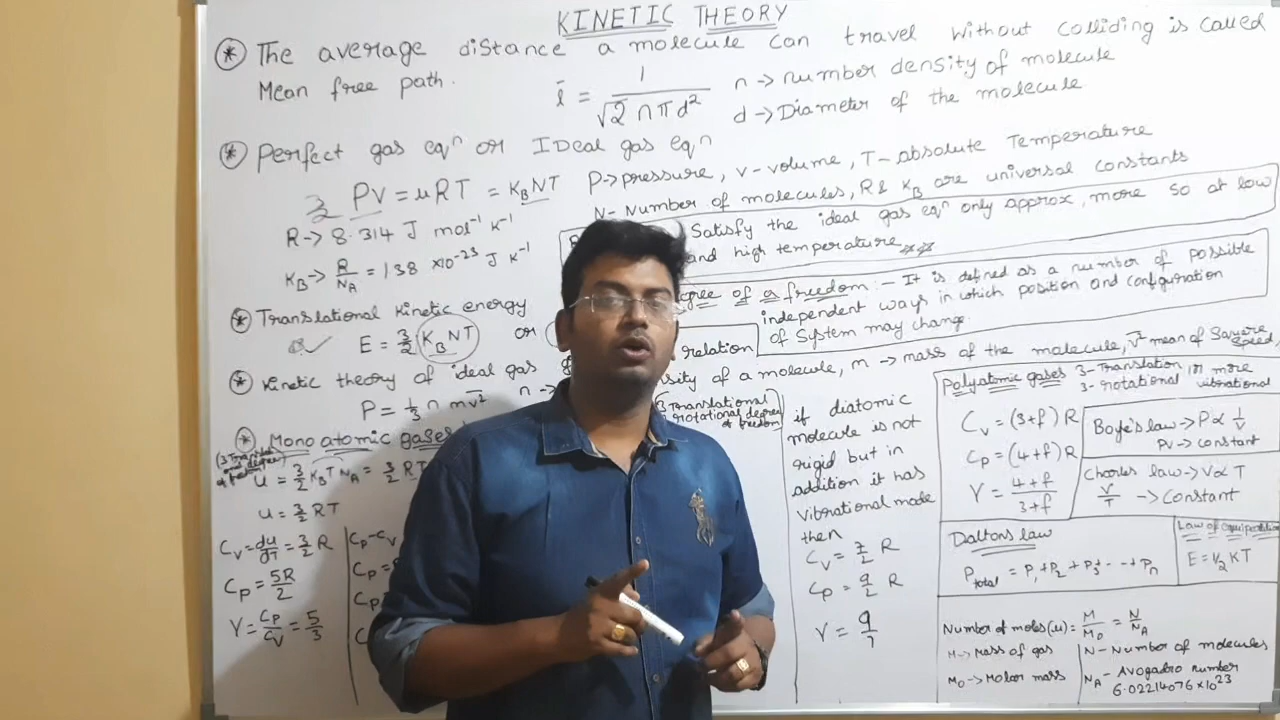 KINETIC THEORY
* The average distance a molecule can travel without colliding is called
Mean free path.
l̄ = 1/(√2 n π d²)
n → number density of molecule
d → Diameter of the molecule
* Perfect gas eqⁿ or IDeal gas eqⁿ
PV = μRT = K_B NT
P → pressure, V - volume, T - absolute Temperature
N - Number of molecules, R & K_B are universal constants
R → 8.314 J mol⁻¹ K⁻¹
K_B → R/N_A = 1.38 ×10⁻²³ J K⁻¹
Satisfy the ideal gas eqⁿ only approx, more so at low
and high temperature
of a freedom :- It is defined as a number of possible
independent ways in which position and configuration
of System may change.
* Translational Kinetic energy
E = 3/2 K_B NT or
relation
* Kinetic theory of ideal gas
of a molecule, m → mass of the molecule, v̄² mean of Square speed,
P = 1/3 n m v̄²
n →
* Mono atomic gases
u = 3/2 K_B T N_A = 3/2 RT
u = 3/2 RT
C_v = du/dT = 3/2 R
C_p = 5R/2
γ = C_p/C_v = 5/3
C_p - C_v
C_p =
3 Translational
rotational degree
of freedom
if diatomic
molecule is not
rigid but in
addition it has
Vibrational mode
then
C_v = 7/2 R
C_p = 9/2 R
γ = 9/7
Polyatomic gases 3 - Translation
3 - rotational vibrational
C_v = (3+f) R
C_p = (4+f) R
γ = (4+f)/(3+f)
Boyle's law → P ∝ 1/V
PV → constant
Charles law → V ∝ T
V/T → Constant
Daltons law
P_total = P₁ + P₂ + P₃ + - - + P_n
Law of equipartition
E = 1/2 KT
Number of moles (μ) = M/M₀ = N/N_A
M → Mass of gas
M₀ → Molar mass
N - Number of molecules
N_A - Avogadro number
6.02214076 × 10²³